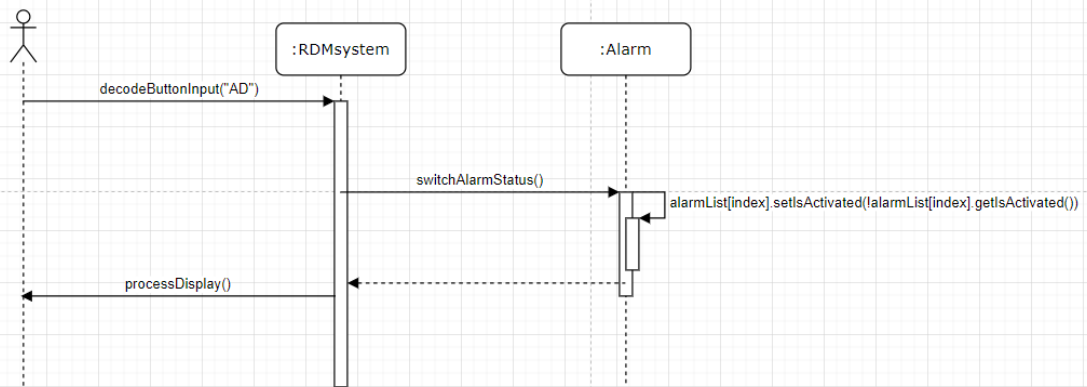 :RDMsystem
:Alarm
decodeButtonInput("AD")
switchAlarmStatus()
alarmList[index].setIsActivated(!alarmList[index].getIsActivated())
processDisplay()